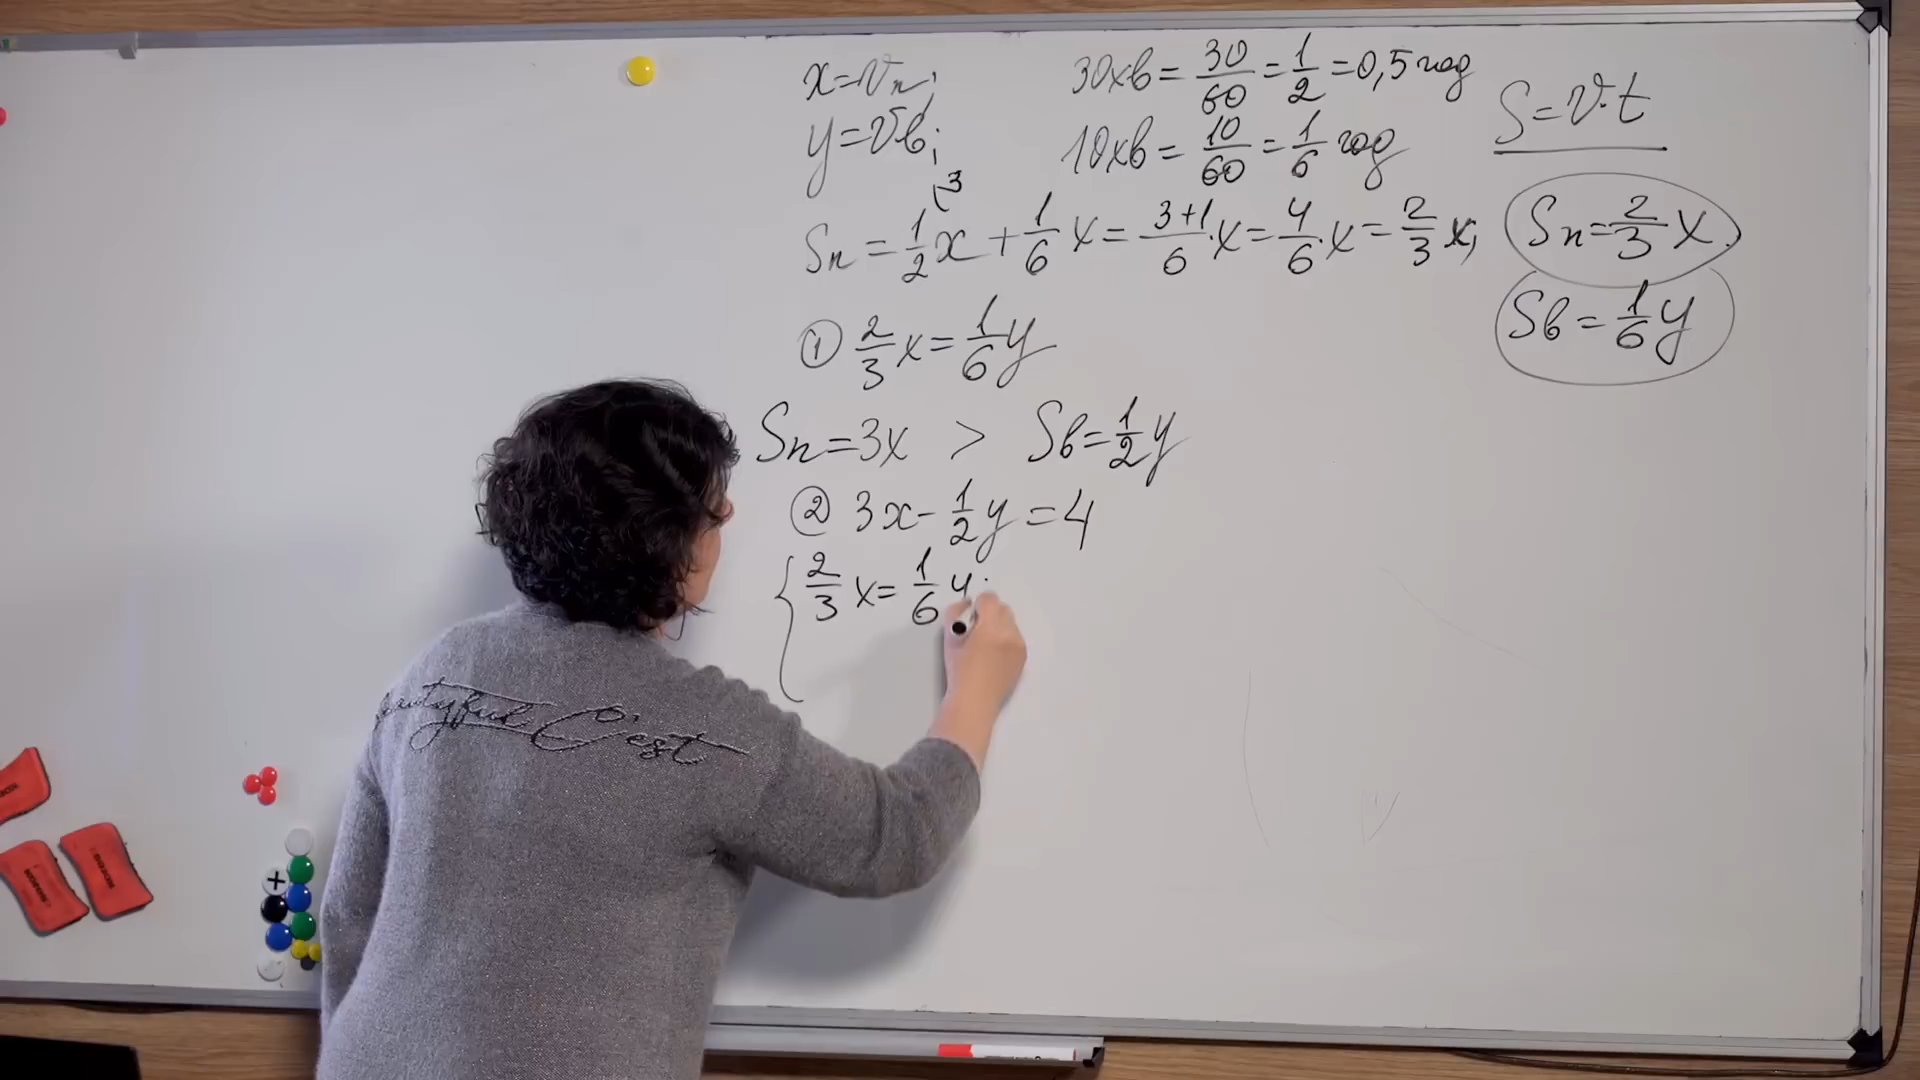 x=vп;
y=vв;
30хв = 30/60 = 1/2 = 0,5 год
10хв = 10/60 = 1/6 год
S=v·t
3
Sп = 1/2 x + 1/6 x = 3+1/6 · x = 4/6 · x = 2/3 x;
Sп = 2/3 x.
Sв = 1/6 y
① 2/3 x = 1/6 y
Sп = 3x > Sв = 1/2 y
② 3x - 1/2 y = 4
{ 2/3 x = 1/6 y
C'est